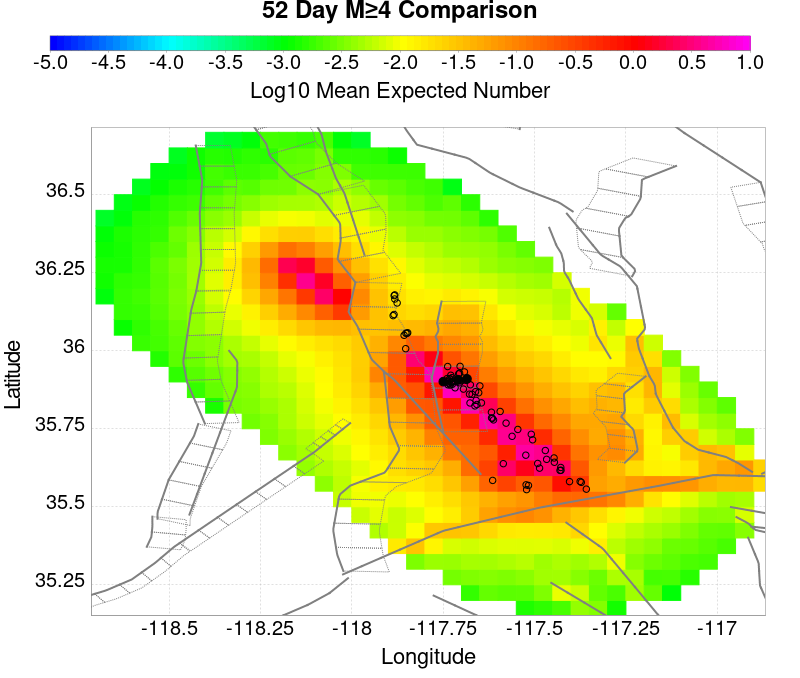 52 Day M≥4 Comparison
-5.0 -4.5 -4.0 -3.5 -3.0 -2.5 -2.0 -1.5 -1.0 -0.5 0.0 0.5 1.0
Log10 Mean Expected Number
36.5
36.25
36
35.75
35.5
35.25
Latitude
-118.5 -118.25 -118 -117.75 -117.5 -117.25 -117
Longitude